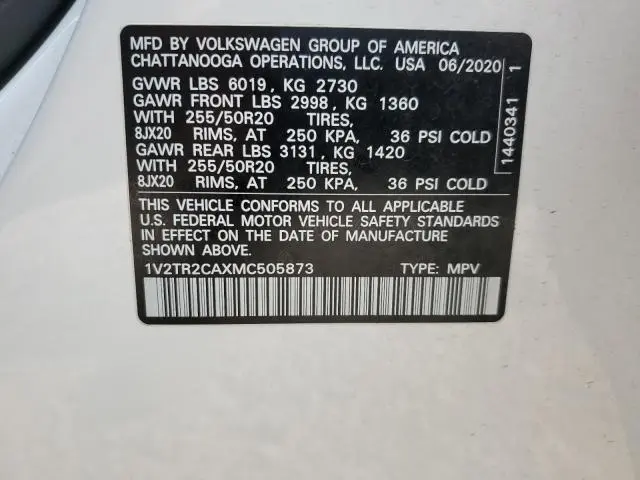 MFD BY VOLKSWAGEN GROUP OF AMERICA
CHATTANOOGA OPERATIONS, LLC. USA 06/2020
GVWR LBS 6019, KG 2730
GAWR FRONT LBS 2998, KG 1360
WITH 255/50R20 TIRES,
8JX20 RIMS, AT 250 KPA, 36 PSI COLD
GAWR REAR LBS 3131, KG 1420
WITH 255/50R20 TIRES,
8JX20 RIMS, AT 250 KPA, 36 PSI COLD
THIS VEHICLE CONFORMS TO ALL APPLICABLE
U.S. FEDERAL MOTOR VEHICLE SAFETY STANDARDS
IN EFFECT ON THE DATE OF MANUFACTURE
SHOWN ABOVE.
1V2TR2CAXMC505873 TYPE: MPV
1440341 1